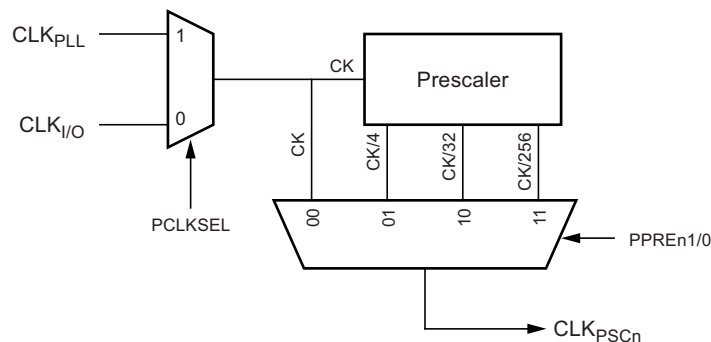 CLKPLL
1
CK
Prescaler
CLKI/O
0
CK
CK/4
CK/32
CK/256
PCLKSEL
00
01
10
11
PPREn1/0
CLKPSCn